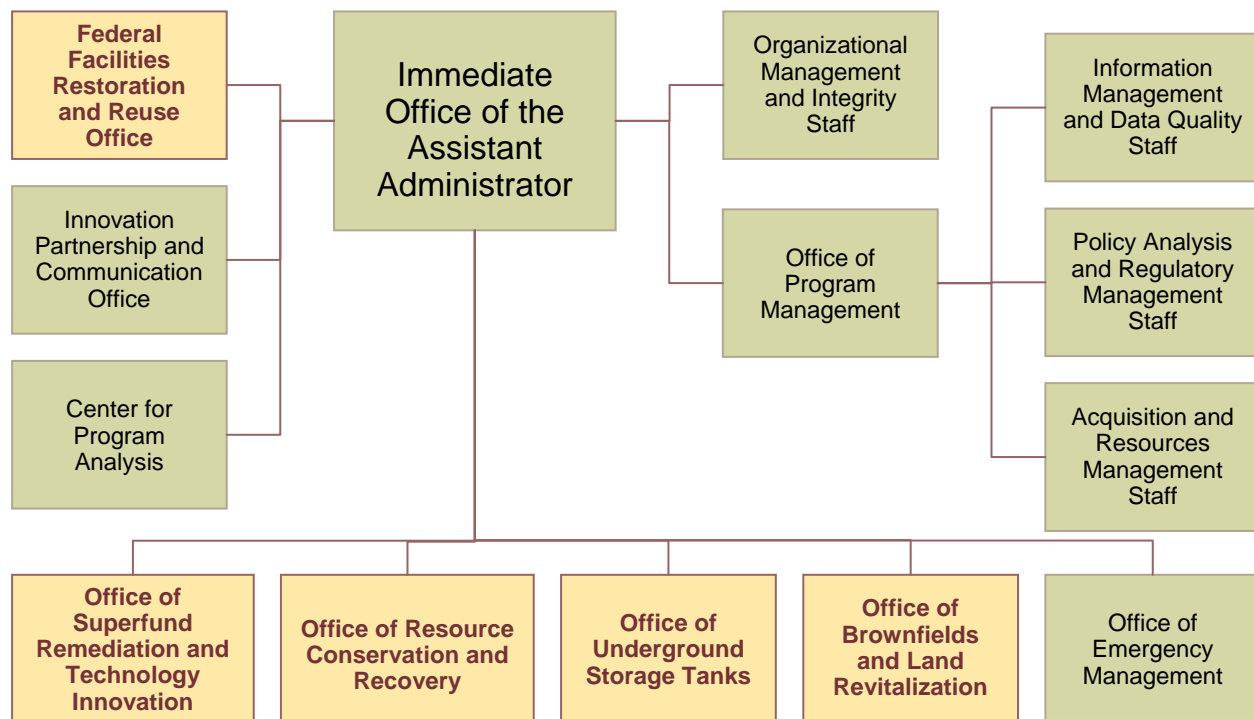 Federal
Facilities
Restoration
and Reuse
Office
Immediate
Office of the
Assistant
Administrator
Organizational
Management
and Integrity
Staff
Information
Management
and Data Quality
Staff
Innovation
Partnership and
Communication
Office
Office of
Program
Management
Policy Analysis
and Regulatory
Management
Staff
Center for
Program
Analysis
Acquisition and
Resources
Management
Staff
Office of
Superfund
Remediation and
Technology
Innovation
Office of Resource
Conservation and
Recovery
Office of
Underground
Storage Tanks
Office of
Brownfields
and Land
Revitalization
Office of
Emergency
Management